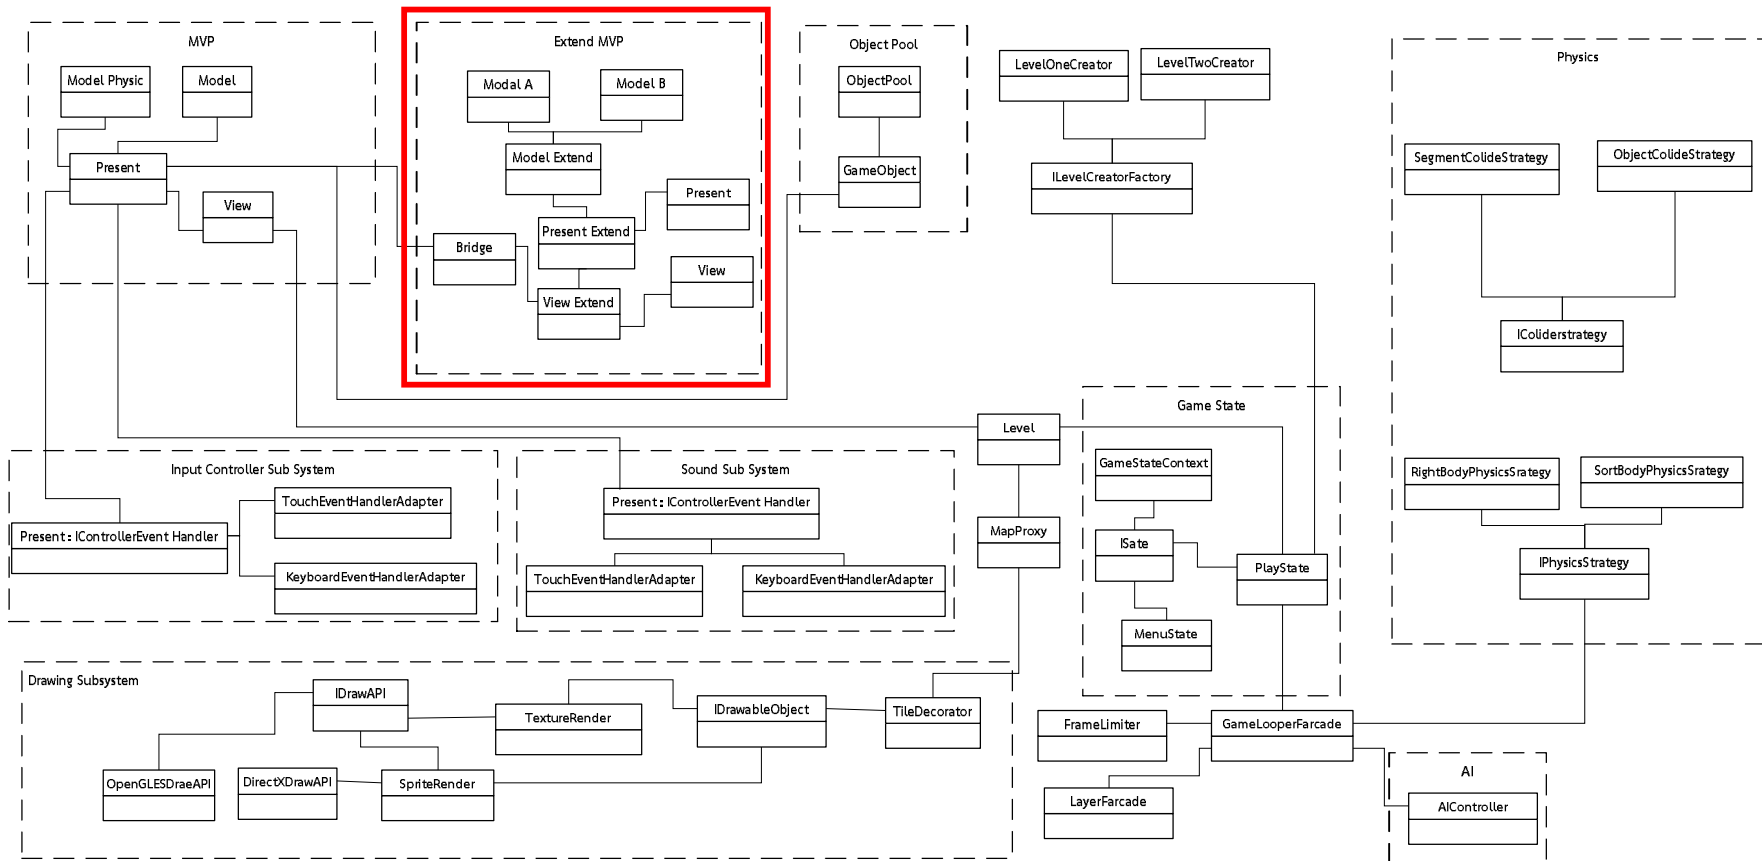 MVP
Model Physic
Model
Present
View
Extend MVP
Modal A
Model B
Model Extend
Present
Present Extend
Bridge
View
View Extend
Object Pool
ObjectPool
GameObject
LevelOneCreator
LevelTwoCreator
ILevelCreatorFactory
Physics
SegmentColideStrategy
ObjectColideStrategy
IColiderstrategy
RightBodyPhysicsSrategy
SortBodyPhysicsSrategy
IPhysicsStrategy
Input Controller Sub System
TouchEventHandlerAdapter
Present : IControllerEvent Handler
KeyboardEventHandlerAdapter
Sound Sub System
Present : IControllerEvent Handler
TouchEventHandlerAdapter
KeyboardEventHandlerAdapter
Level
MapProxy
Game State
GameStateContext
ISate
PlayState
MenuState
Drawing Subsystem
IDrawAPI
TextureRender
IDrawableObject
TileDecorator
OpenGLESDraeAPI
DirectXDrawAPI
SpriteRender
FrameLimiter
GameLooperFarcade
LayerFarcade
AI
AIController